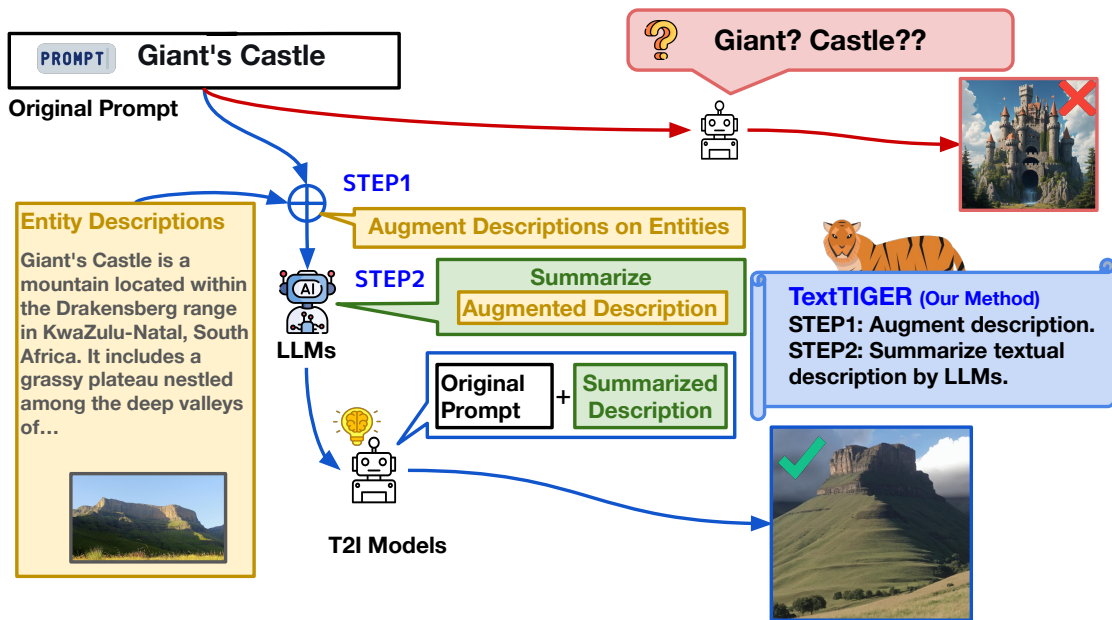 PROMPT
Giant's Castle
Original Prompt
Giant? Castle??
STEP1
Augment Descriptions on Entities
Entity Descriptions
Giant's Castle is a
mountain located within
the Drakensberg range
in KwaZulu-Natal, South
Africa. It includes a
grassy plateau nestled
among the deep valleys
of…
AI
LLMs
STEP2
Summarize
Augmented Description
TextTIGER (Our Method)
STEP1: Augment description.
STEP2: Summarize textual
description by LLMs.
Original
Prompt
+
Summarized
Description
T2I Models